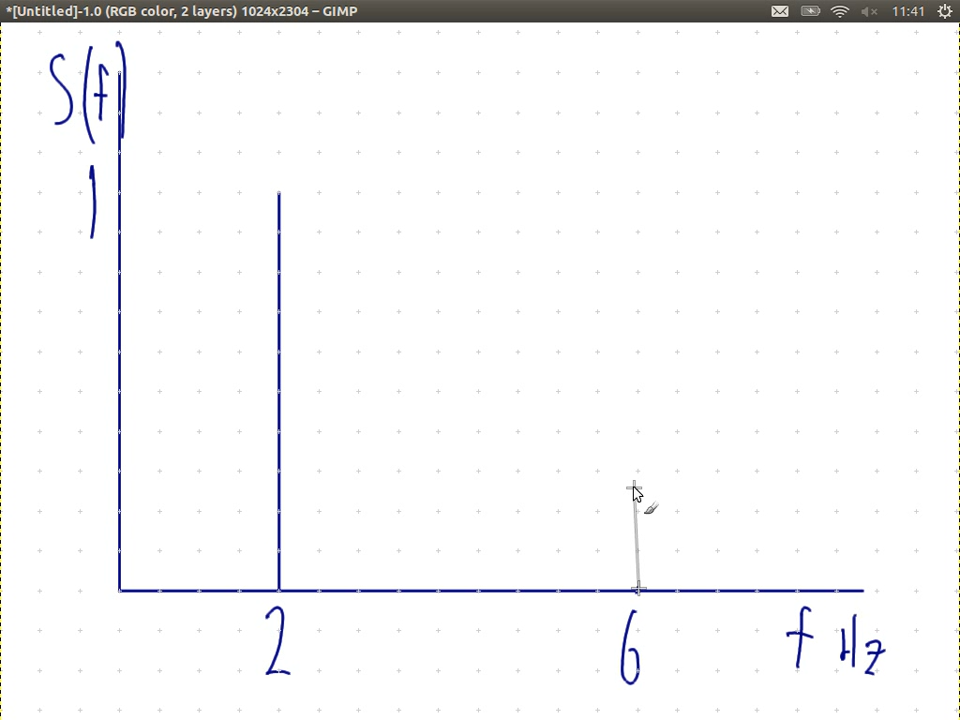 *[Untitled]-1.0 (RGB color, 2 layers) 1024x2304 – GIMP
11:41
S(f)
1
2
6
f Hz